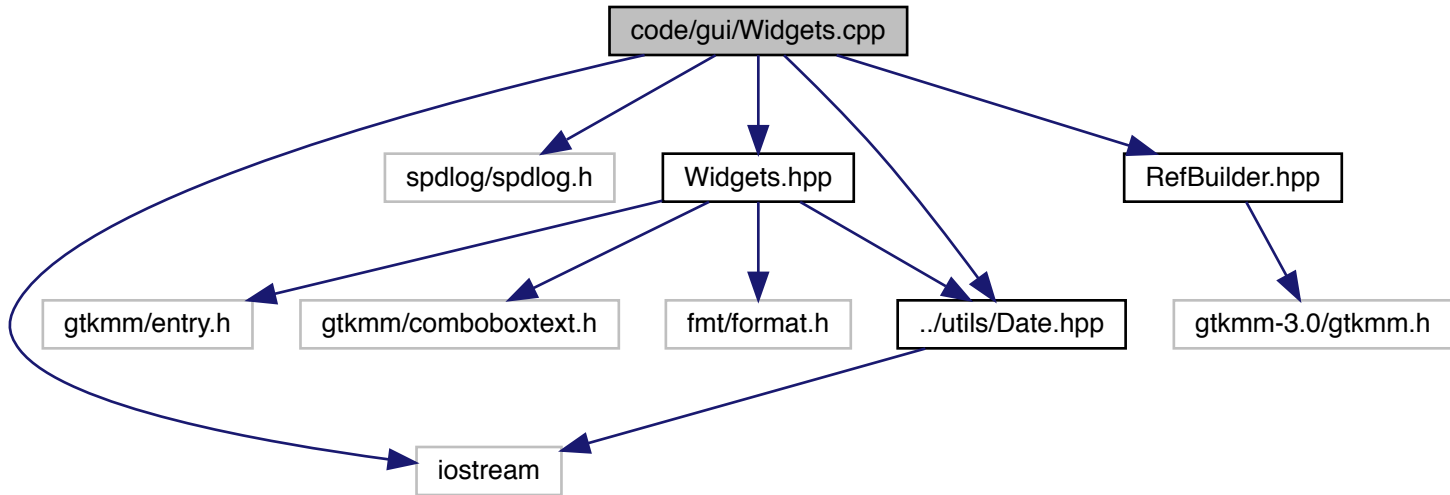 code/gui/Widgets.cpp
spdlog/spdlog.h
Widgets.hpp
RefBuilder.hpp
gtkmm/entry.h
gtkmm/comboboxtext.h
fmt/format.h
../utils/Date.hpp
gtkmm-3.0/gtkmm.h
iostream